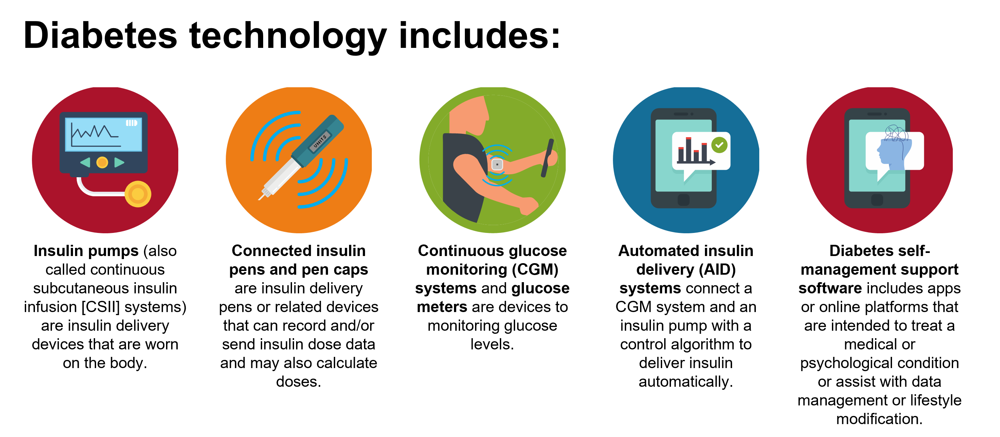 Diabetes technology includes:
UNITS
Insulin pumps (also
called continuous
subcutaneous insulin
infusion [CSII] systems)
are insulin delivery
devices that are worn
on the body.
Connected insulin
pens and pen caps
are insulin delivery
pens or related devices
that can record and/or
send insulin dose data
and may also calculate
doses.
Continuous glucose
monitoring (CGM)
systems and glucose
meters are devices to
monitoring glucose
levels.
Automated insulin
delivery (AID)
systems connect a
CGM system and an
insulin pump with a
control algorithm to
deliver insulin
automatically.
Diabetes self-
management support
software includes apps
or online platforms that
are intended to treat a
medical or
psychological condition
or assist with data
management or lifestyle
modification.